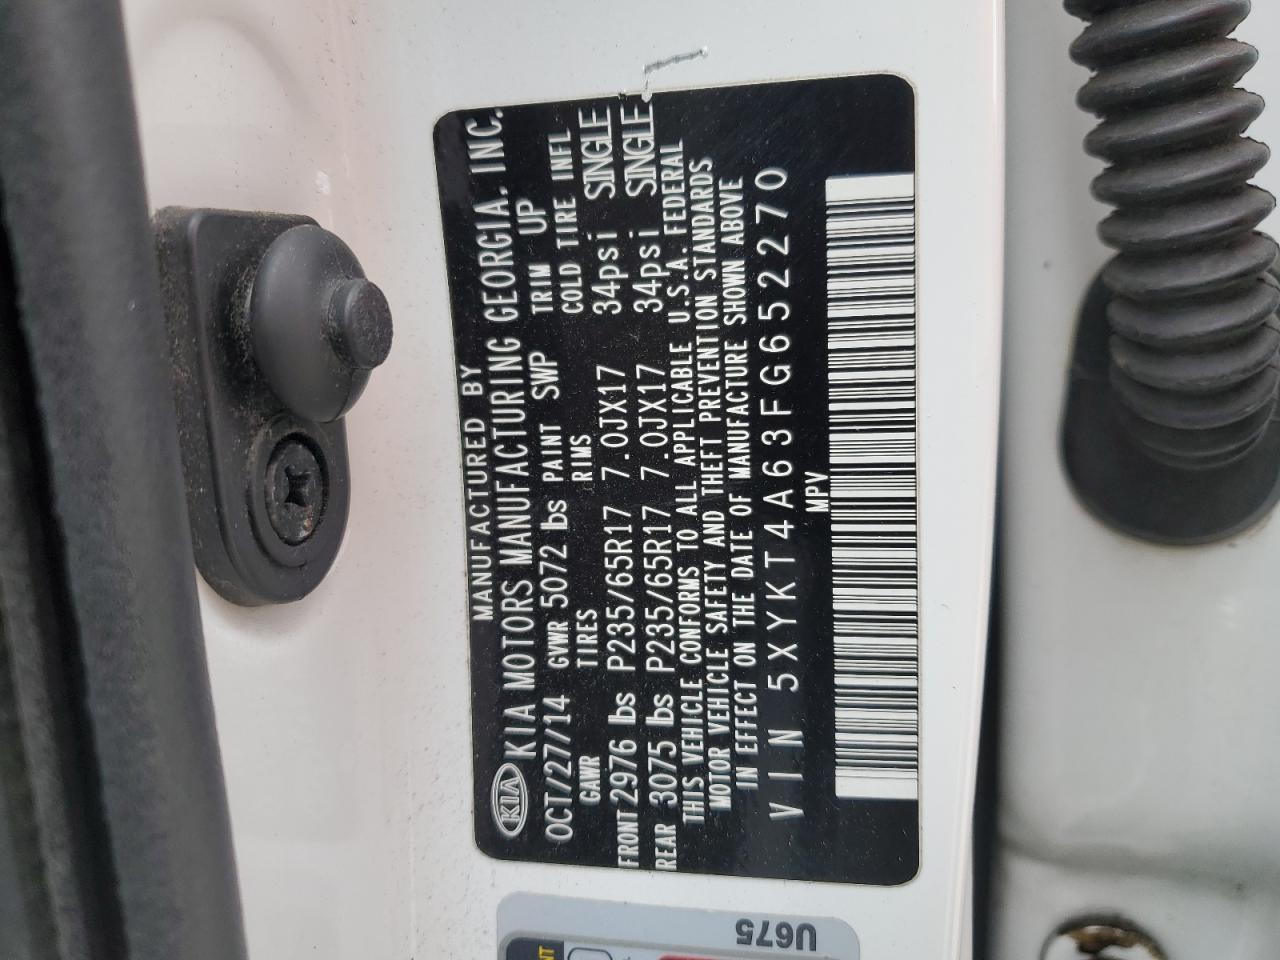 MANUFACTURED BY
KIA KIA MOTORS MANUFACTURING GEORGIA, INC.
OCT/27/14 GVWR 5072 lbs PAINT SWP TRIM UP
GAWR TIRES RIMS COLD TIRE INFL
FRONT 2976 lbs P235/65R17 7.0JX17 34psi SINGLE
REAR 3075 lbs P235/65R17 7.0JX17 34psi SINGLE
THIS VEHICLE CONFORMS TO ALL APPLICABLE U.S.A. FEDERAL
MOTOR VEHICLE SAFETY AND THEFT PREVENTION STANDARDS
IN EFFECT ON THE DATE OF MANUFACTURE SHOWN ABOVE
VIN 5XYKT4A63FG652270
MPV
U675